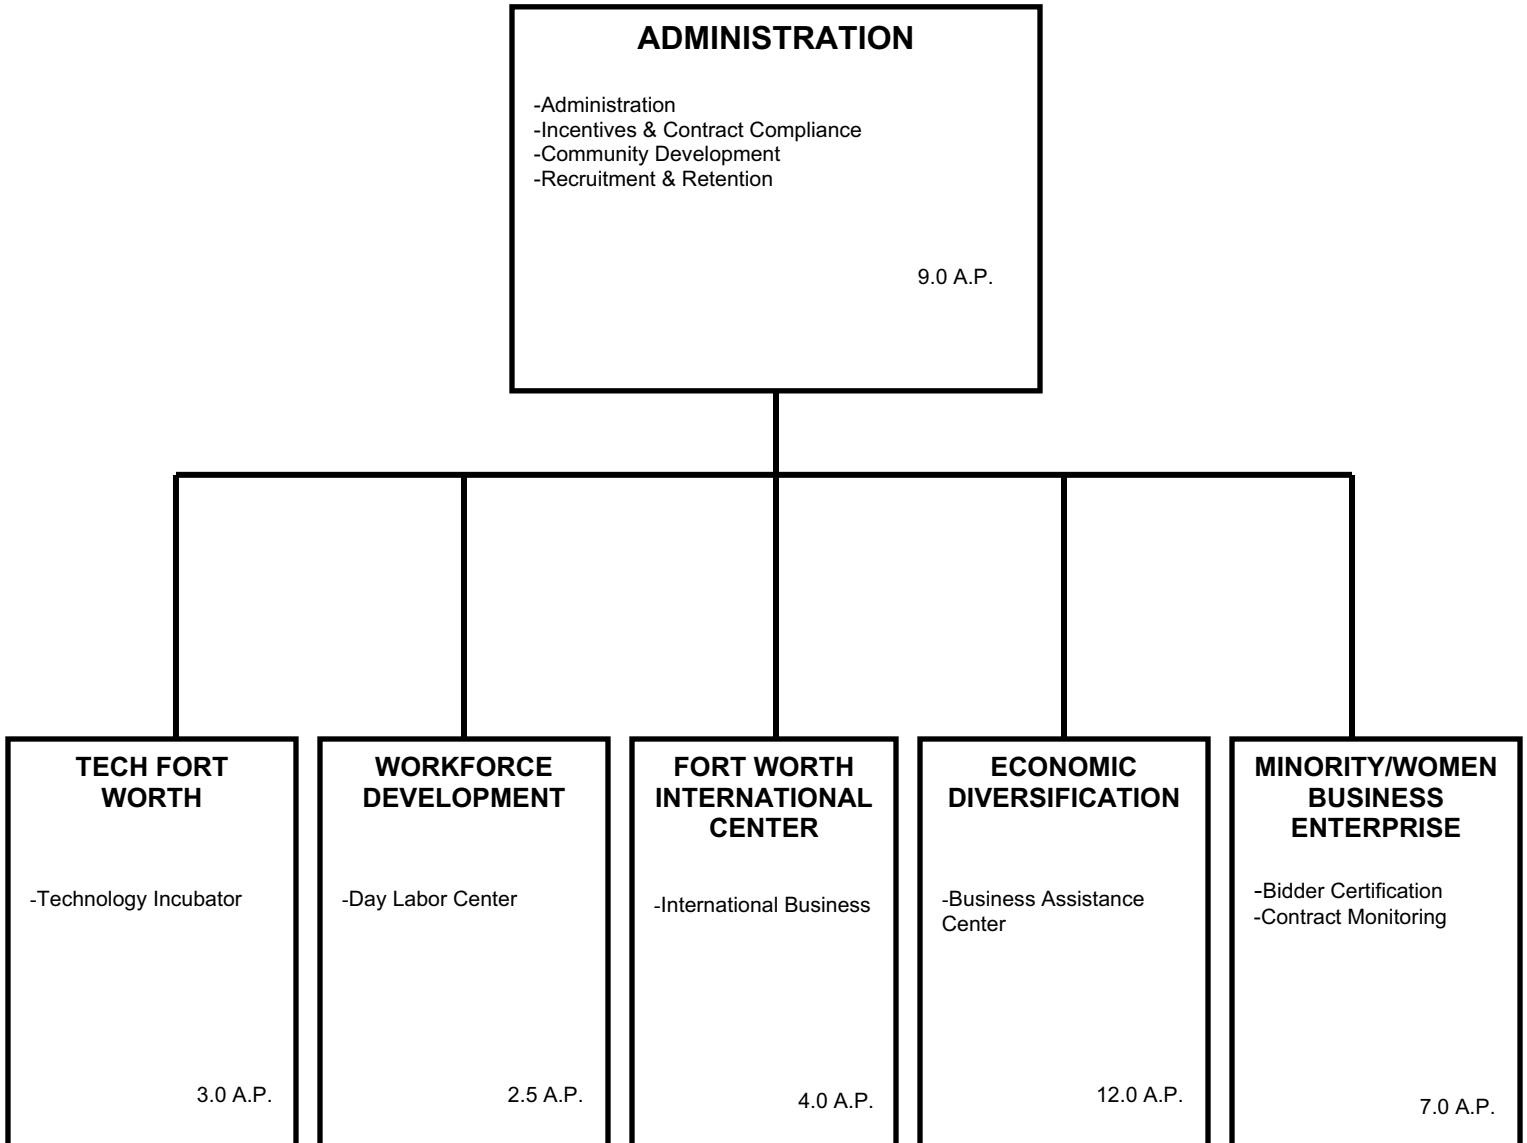 ADMINISTRATION
-Administration
-Incentives & Contract Compliance
-Community Development
-Recruitment & Retention
9.0 A.P.
TECH FORT
WORTH
-Technology Incubator
3.0 A.P.
WORKFORCE
DEVELOPMENT
-Day Labor Center
2.5 A.P.
FORT WORTH
INTERNATIONAL
CENTER
-International Business
4.0 A.P.
ECONOMIC
DIVERSIFICATION
-Business Assistance
Center
12.0 A.P.
MINORITY/WOMEN
BUSINESS
ENTERPRISE
-Bidder Certification
-Contract Monitoring
7.0 A.P.